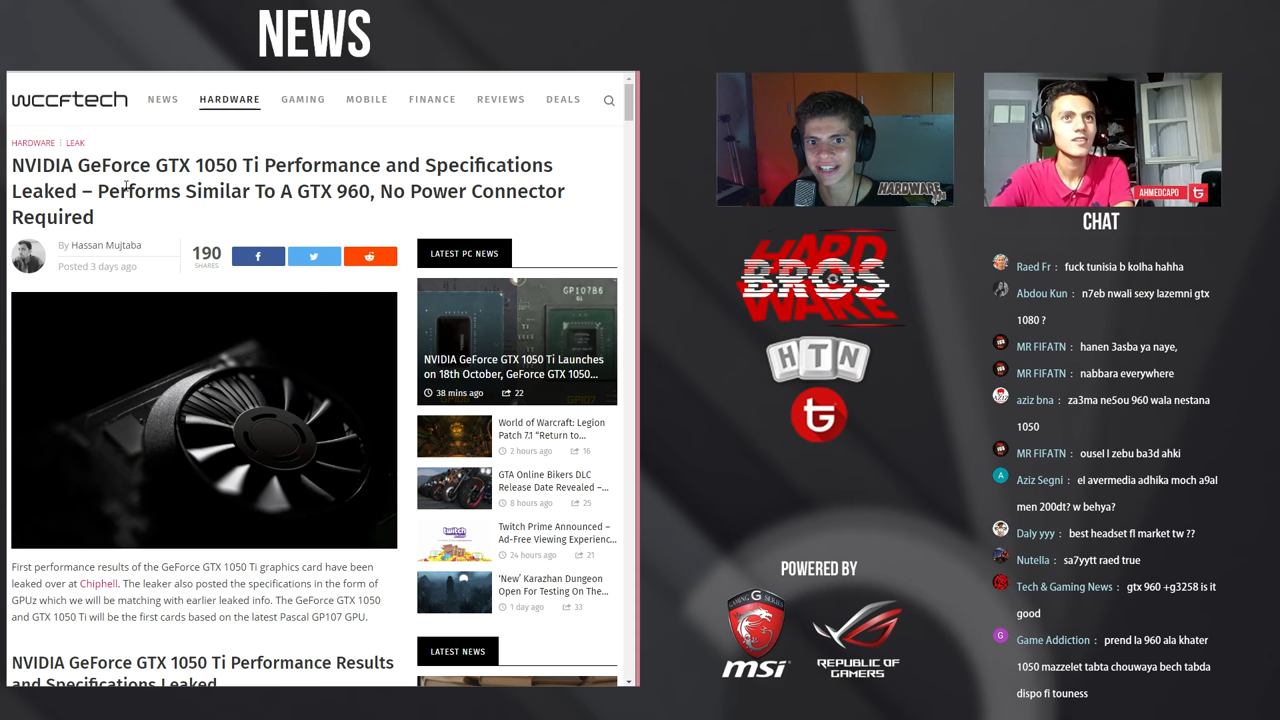 NEWS
wccftech
NEWS HARDWARE GAMING MOBILE FINANCE REVIEWS DEALS
HARDWARE LEAK
NVIDIA GeForce GTX 1050 Ti Performance and Specifications
Leaked – Performs Similar To A GTX 960, No Power Connector
Required
By Hassan Mujtaba
Posted 3 days ago
190
SHARES
LATEST PC NEWS
GP107B6
NVIDIA GeForce GTX 1050 Ti Launches
on 18th October, GeForce GTX 1050...
38 mins ago 22
World of Warcraft: Legion
Patch 7.1 “Return to...
2 hours ago 16
GTA Online Bikers DLC
Release Date Revealed –...
8 hours ago 25
twitch
Twitch Prime Announced –
Ad-Free Viewing Experienc...
24 hours ago 21
‘New’ Karazhan Dungeon
Open For Testing On The...
1 day ago 33
LATEST NEWS
First performance results of the GeForce GTX 1050 Ti graphics card have been
leaked over at Chiphell. The leaker also posted the specifications in the form of
GPUz which we will be matching with earlier leaked info. The GeForce GTX 1050
and GTX 1050 Ti will be the first cards based on the latest Pascal GP107 GPU.
NVIDIA GeForce GTX 1050 Ti Performance Results
and Specifications Leaked
HARDWARE
AHMEDCAPO
HARD
BROS
WARE
HTN
tg
POWERED BY
GAMING G SERIES
msi
REPUBLIC OF
GAMERS
CHAT
Raed Fr : fuck tunisia b kolha hahha
Abdou Kun : n7eb nwali sexy lazemni gtx
1080 ?
MR FIFATN : hanen 3asba ya naye,
MR FIFATN : nabbara everywhere
aziz bna : za3ma ne5ou 960 wala nestana
1050
MR FIFATN : ousel l zebu ba3d ahki
Aziz Segni : el avermedia adhika moch a9al
men 200dt? w behya?
Daly yyy : best headset fl market tw ??
Nutella : sa7yytt raed true
Tech & Gaming News : gtx 960 +g3258 is it
good
Game Addiction : prend la 960 ala khater
1050 mazzelet tabta chouwaya bech tabda
dispo fi touness